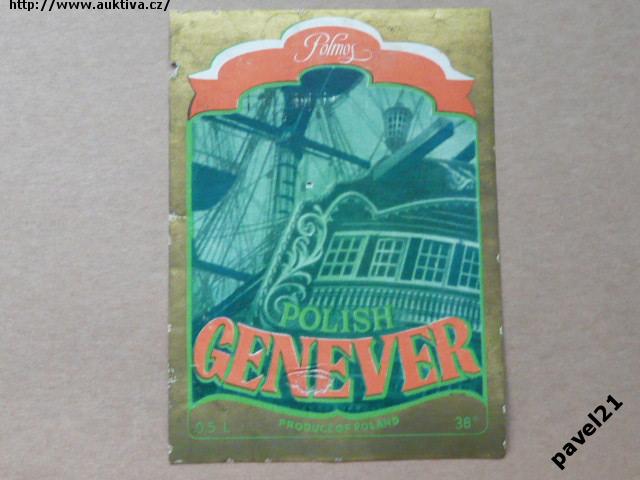 http://www.auktiva.cz/
Polmos
POLISH
GENEVER
0,5 L
PRODUCE OF POLAND
38°
pavel21